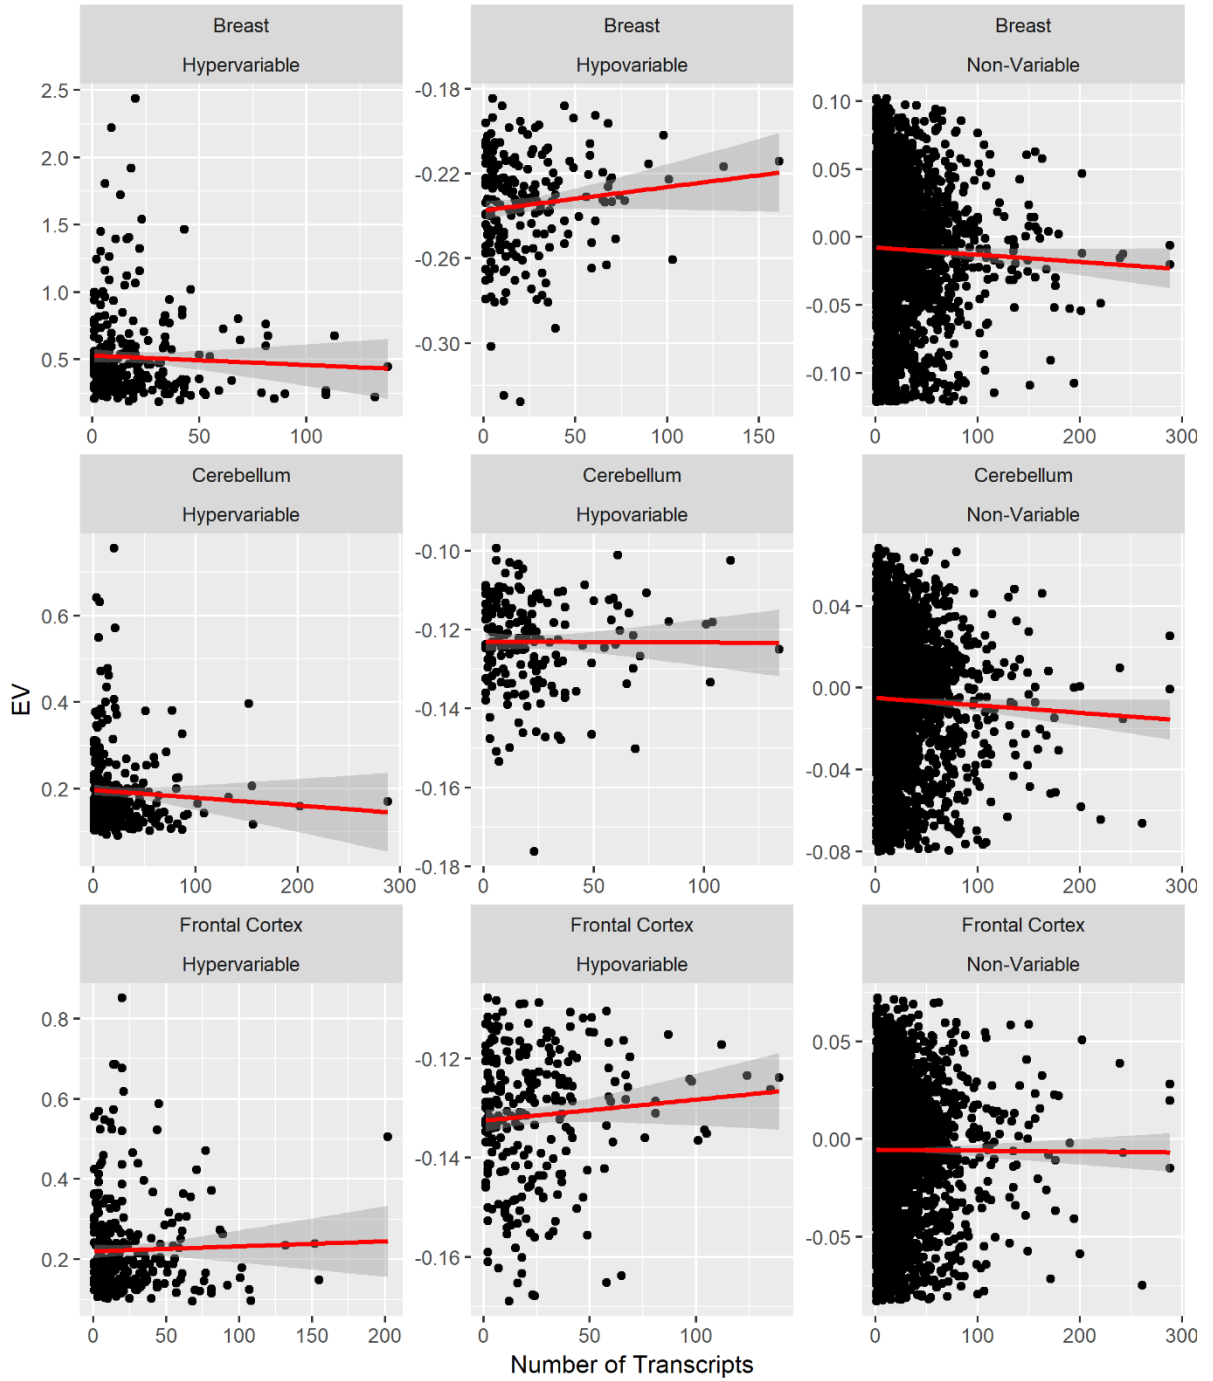 Breast Breast Breast
Hypervariable Hypovariable Non-Variable
2.5
2.0
1.5
1.0
0.5
0 50 100
-0.18
-0.22
-0.26
-0.30
0 50 100 150
0.10
0.05
0.00
-0.05
-0.10
0 100 200 300
Cerebellum Cerebellum Cerebellum
Hypervariable Hypovariable Non-Variable
EV
0.6
0.4
0.2
0 100 200 300
-0.10
-0.12
-0.14
-0.16
-0.18
0 50 100
0.04
0.00
-0.04
-0.08
0 100 200 300
Frontal Cortex Frontal Cortex Frontal Cortex
Hypervariable Hypovariable Non-Variable
0.8
0.6
0.4
0.2
0 50 100 150 200
-0.12
-0.14
-0.16
0 50 100
0.05
0.00
-0.05
0 100 200 300
Number of Transcripts